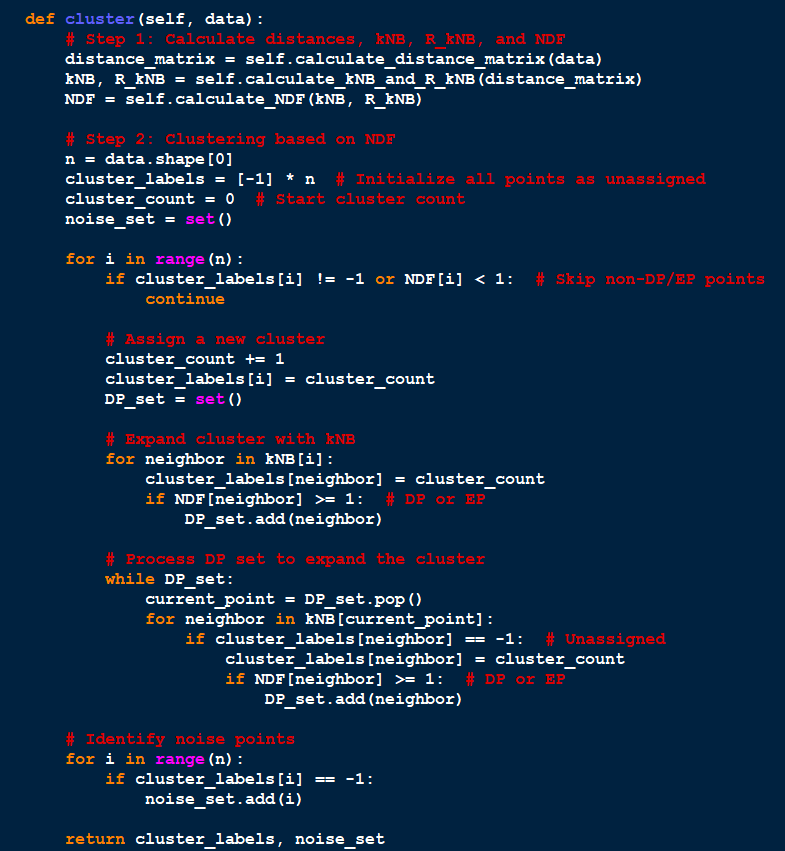 def cluster(self, data):
    # Step 1: Calculate distances, kNB, R_kNB, and NDF
    distance_matrix = self.calculate_distance_matrix(data)
    kNB, R_kNB = self.calculate_kNB_and_R_kNB(distance_matrix)
    NDF = self.calculate_NDF(kNB, R_kNB)

    # Step 2: Clustering based on NDF
    n = data.shape[0]
    cluster_labels = [-1] * n  # Initialize all points as unassigned
    cluster_count = 0  # Start cluster count
    noise_set = set()

    for i in range(n):
        if cluster_labels[i] != -1 or NDF[i] < 1:  # Skip non-DP/EP points
            continue

        # Assign a new cluster
        cluster_count += 1
        cluster_labels[i] = cluster_count
        DP_set = set()

        # Expand cluster with kNB
        for neighbor in kNB[i]:
            cluster_labels[neighbor] = cluster_count
            if NDF[neighbor] >= 1:  # DP or EP
                DP_set.add(neighbor)

        # Process DP set to expand the cluster
        while DP_set:
            current_point = DP_set.pop()
            for neighbor in kNB[current_point]:
                if cluster_labels[neighbor] == -1:  # Unassigned
                    cluster_labels[neighbor] = cluster_count
                    if NDF[neighbor] >= 1:  # DP or EP
                        DP_set.add(neighbor)

    # Identify noise points
    for i in range(n):
        if cluster_labels[i] == -1:
            noise_set.add(i)

    return cluster_labels, noise_set